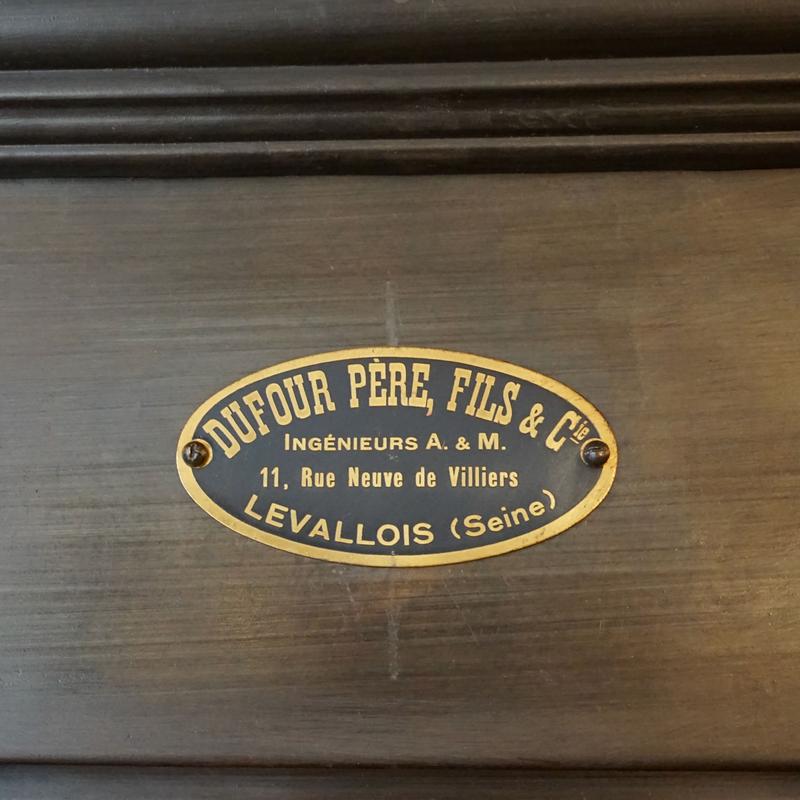 DUFOUR PÈRE, FILS & Cie
INGÉNIEURS A. & M.
11, Rue Neuve de Villiers
LEVALLOIS (Seine)